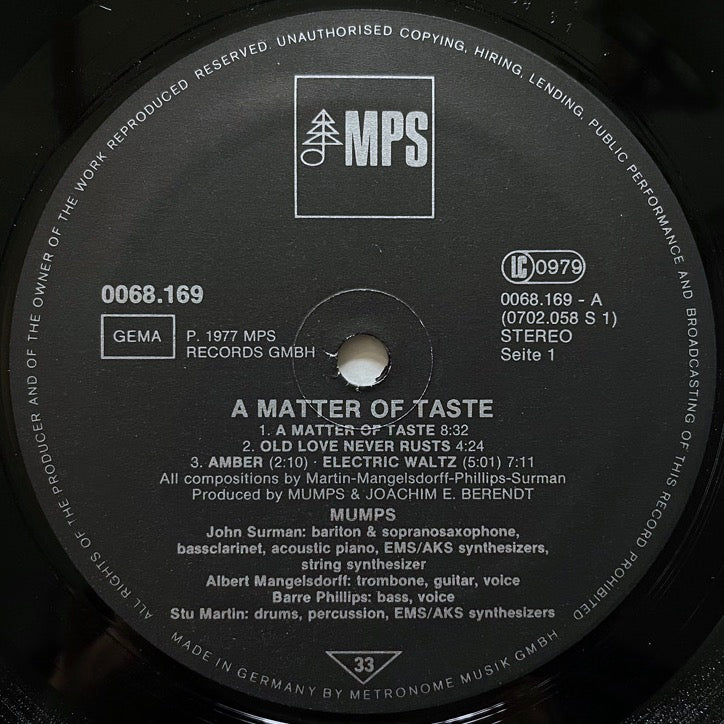 ALL RIGHTS OF THE PRODUCER AND OF THE OWNER OF THE WORK REPRODUCED RESERVED. UNAUTHORISED COPYING, HIRING, LENDING, PUBLIC PERFORMANCE AND BROADCASTING OF THIS RECORD PROHIBITED
MPS
0068.169
GEMA
P. 1977 MPS
RECORDS GMBH
LC 0979
0068.169 - A
(0702.058 S 1)
STEREO
Seite 1
A MATTER OF TASTE
1. A MATTER OF TASTE 8:32
2. OLD LOVE NEVER RUSTS 4:24
3. AMBER (2:10) · ELECTRIC WALTZ (5:01) 7:11
All compositions by Martin-Mangelsdorff-Phillips-Surman
Produced by MUMPS & JOACHIM E. BERENDT
MUMPS
John Surman: bariton & sopranosaxophone,
bassclarinet, acoustic piano, EMS/AKS synthesizers,
string synthesizer
Albert Mangelsdorff: trombone, guitar, voice
Barre Phillips: bass, voice
Stu Martin: drums, percussion, EMS/AKS synthesizers
33
MADE IN GERMANY BY METRONOME MUSIK GMBH